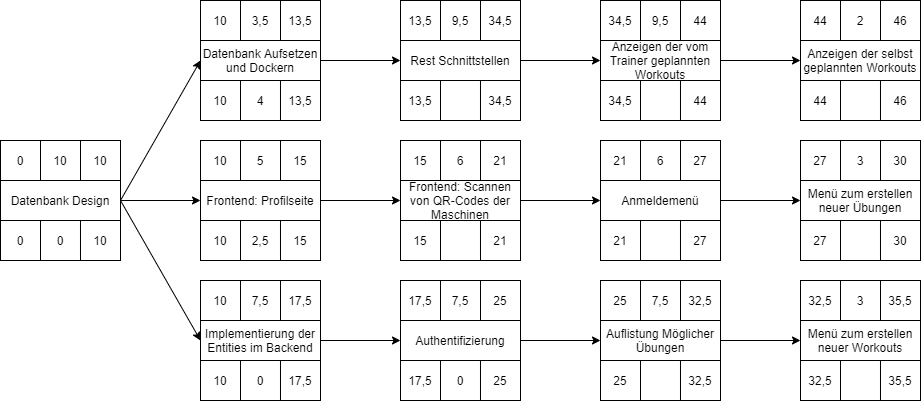 10 3,5 13,5
Datenbank Aufsetzen
und Dockern
10 4 13,5
13,5 9,5 34,5
Rest Schnittstellen
13,5 34,5
34,5 9,5 44
Anzeigen der vom
Trainer geplannten
Workouts
34,5 44
44 2 46
Anzeigen der selbst
geplannten Workouts
44 46
0 10 10
Datenbank Design
0 0 10
10 5 15
Frontend: Profilseite
10 2,5 15
15 6 21
Frontend: Scannen
von QR-Codes der
Maschinen
15 21
21 6 27
Anmeldemenü
21 27
27 3 30
Menü zum erstellen
neuer Übungen
27 30
10 7,5 17,5
Implementierung der
Entities im Backend
10 0 17,5
17,5 7,5 25
Authentifizierung
17,5 0 25
25 7,5 32,5
Auflistung Möglicher
Übungen
25 32,5
32,5 3 35,5
Menü zum erstellen
neuer Workouts
32,5 35,5